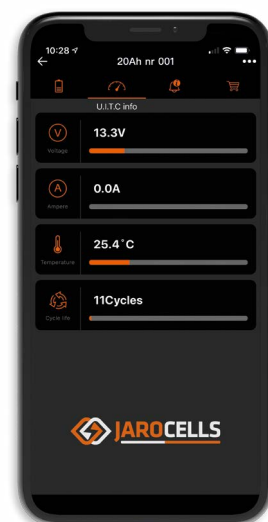 10:28
20Ah nr 001
U.I.T.C info
13.3V
Voltage
0.0A
Ampere
25.4°C
Temperature
11Cycles
Cycle life
JAROCELLS